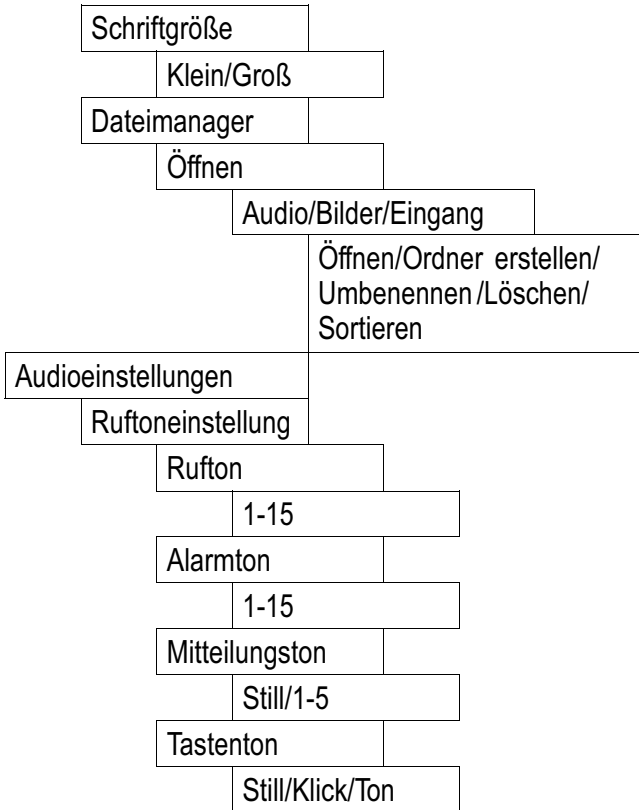 Schriftgröße
Klein/Groß
Dateimanager
Öffnen
Audio/Bilder/Eingang
Öffnen/Ordner erstellen/
Umbenennen /Löschen/
Sortieren
Audioeinstellungen
Ruftoneinstellung
Rufton
1-15
Alarmton
1-15
Mitteilungston
Still/1-5
Tastenton
Still/Klick/Ton